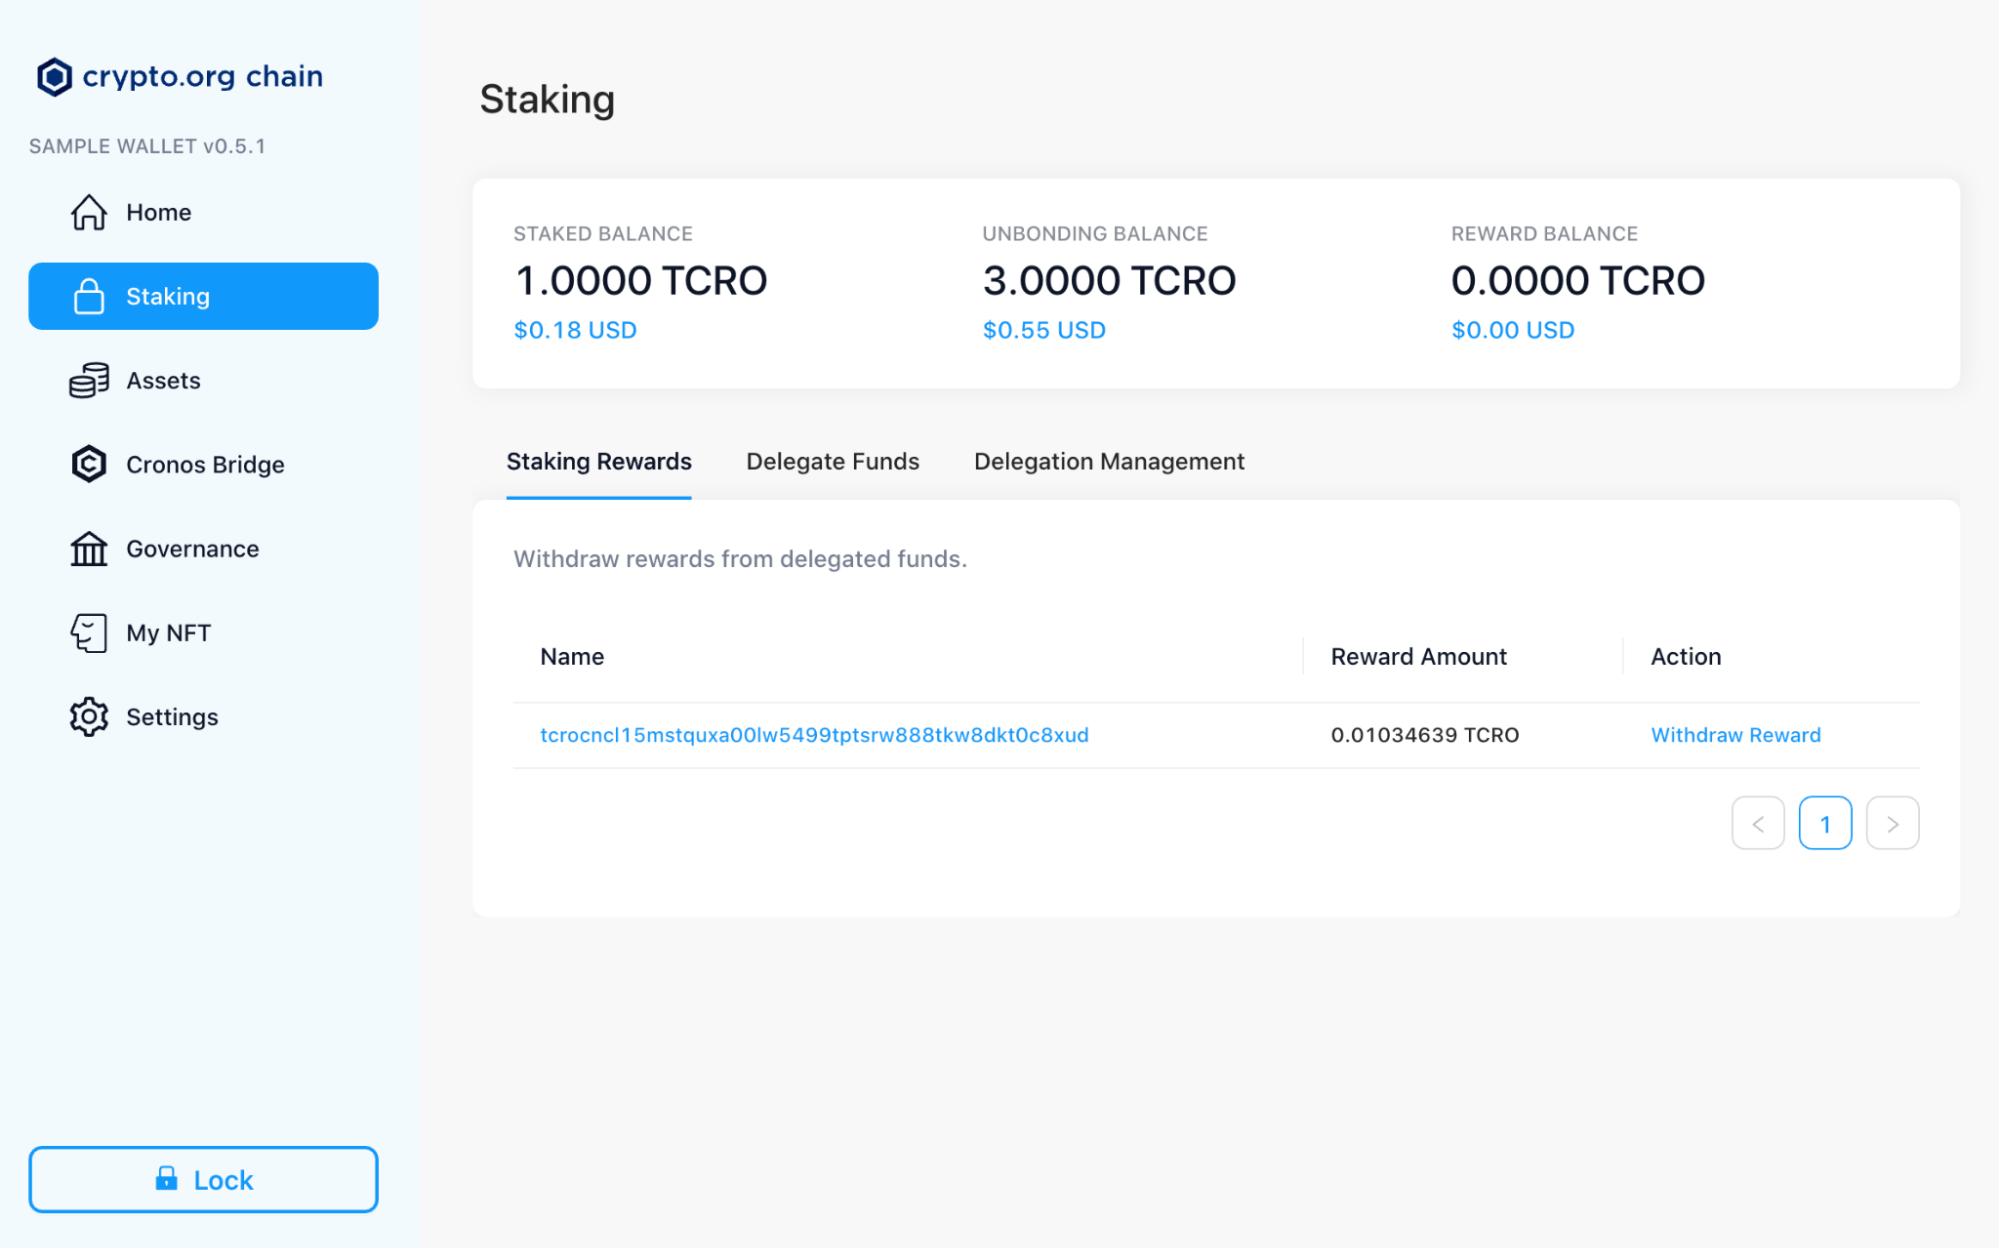 crypto.org chain
SAMPLE WALLET v0.5.1
Home
Staking
Assets
Cronos Bridge
Governance
My NFT
Settings
Lock
Staking
STAKED BALANCE
1.0000 TCRO
$0.18 USD
UNBONDING BALANCE
3.0000 TCRO
$0.55 USD
REWARD BALANCE
0.0000 TCRO
$0.00 USD
Staking Rewards Delegate Funds Delegation Management
Withdraw rewards from delegated funds.
Name Reward Amount Action
tcrocncl15mstquxa00lw5499tptsrw888tkw8dkt0c8xud 0.01034639 TCRO Withdraw Reward
< 1 >